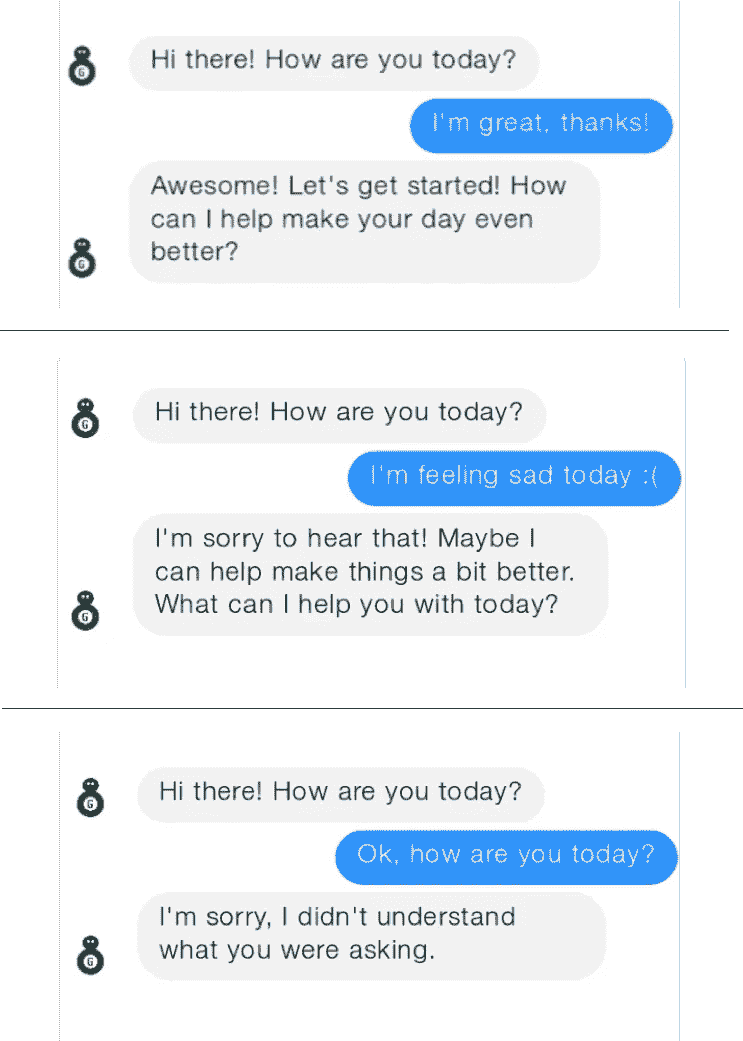 Hi there! How are you today?
G
I'm great, thanks!
Awesome! Let's get started! How
can I help make your day even
better?
G
Hi there! How are you today?
G
I'm feeling sad today :(
I'm sorry to hear that! Maybe I
can help make things a bit better.
What can I help you with today?
G
Hi there! How are you today?
G
Ok, how are you today?
I'm sorry, I didn't understand
what you were asking.
G